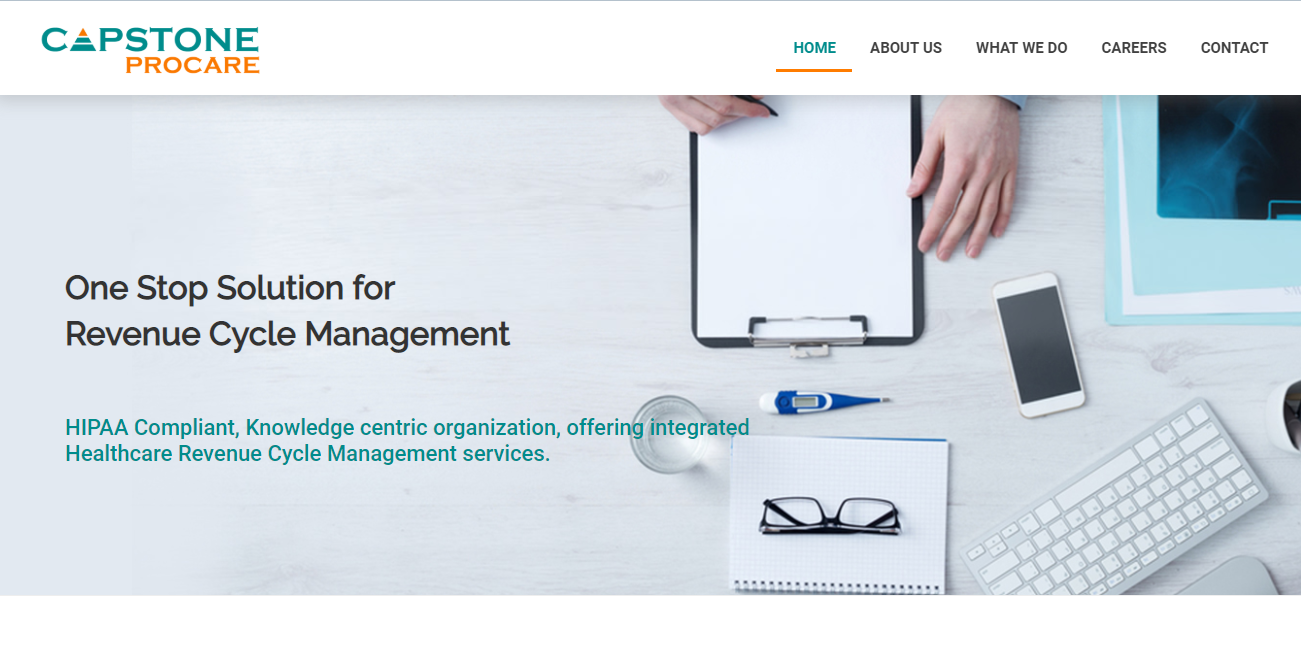 CAPSTONE
PROCARE
HOME ABOUT US WHAT WE DO CAREERS CONTACT
One Stop Solution for
Revenue Cycle Management
HIPAA Compliant, Knowledge centric organization, offering integrated
Healthcare Revenue Cycle Management services.